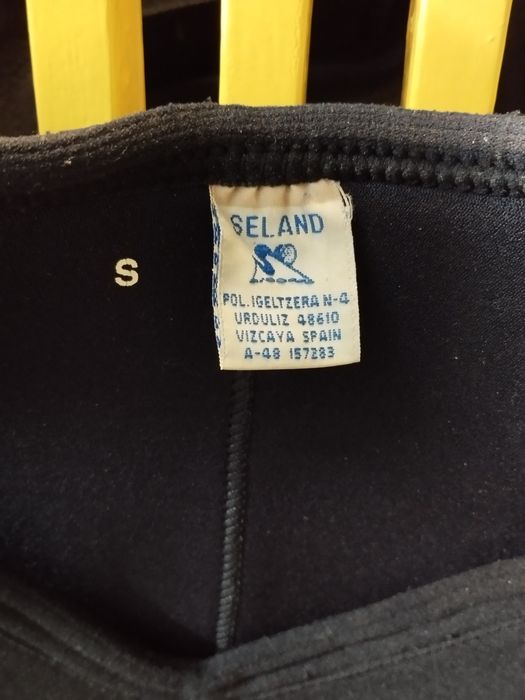 SELAND
S
POL.IGELTZERA N-4
URDULIZ 48610
VIZCAYA SPAIN
A-48 157283